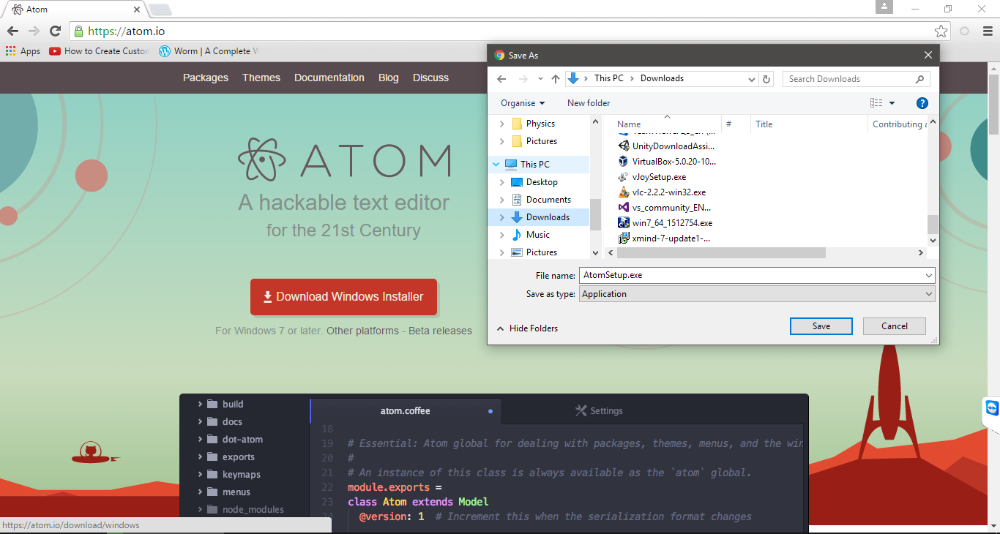 Atom
https://atom.io
Apps
How to Create Custon
Worm | A Complete W
Packages
Themes
Documentation
Blog
Discuss
ATOM
A hackable text editor
for the 21st Century
Download Windows Installer
For Windows 7 or later. Other platforms - Beta releases
Save As
This PC > Downloads
Search Downloads
Organise
New folder
?
Physics
Pictures
This PC
Desktop
Documents
Downloads
Music
Pictures
Name
#
Title
Contributing a
UnityDownloadAssi...
VirtualBox-5.0.20-10...
vJoySetup.exe
vlc-2.2.2-win32.exe
vs_community_EN...
win7_64_1512754.exe
xmind-7-update1-...
File name: AtomSetup.exe
Save as type: Application
Hide Folders
Save
Cancel
build
docs
dot-atom
exports
keymaps
menus
node_modules
atom.coffee
Settings
18
19 # Essential: Atom global for dealing with packages, themes, menus, and the win
20 #
21 # An instance of this class is always available as the `atom` global.
22 module.exports =
23 class Atom extends Model
24 @version: 1 # Increment this when the serialization format changes
https://atom.io/download/windows